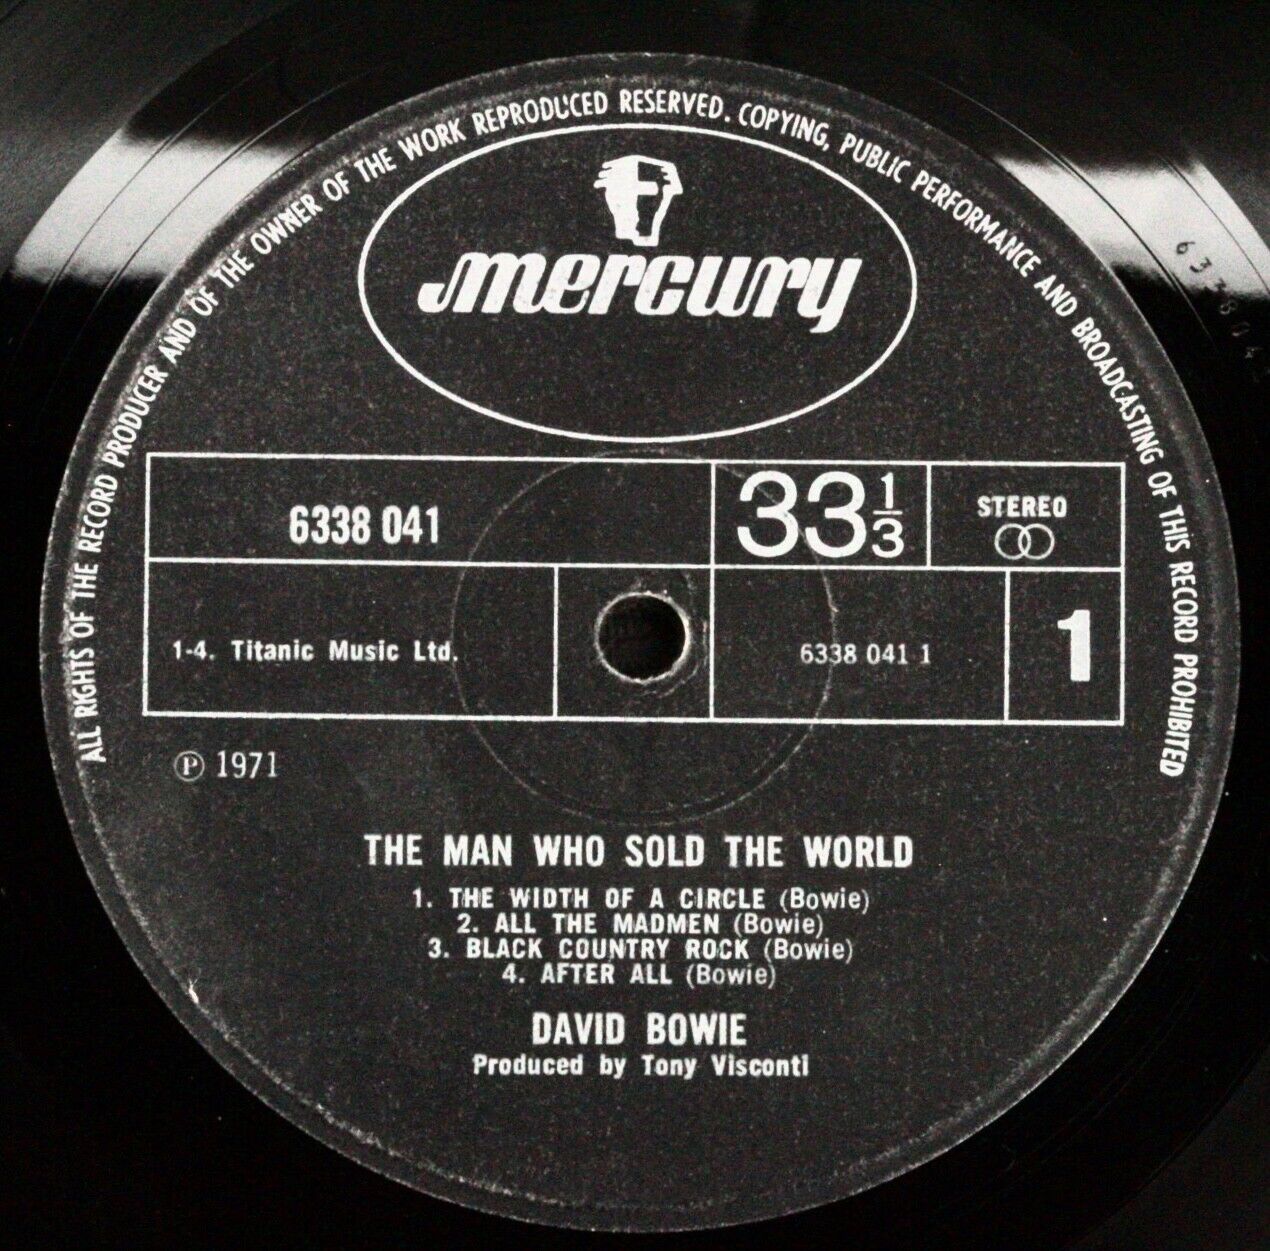 ALL RIGHTS OF THE RECORD PRODUCER AND OF THE OWNER OF THE WORK REPRODUCED RESERVED. COPYING, PUBLIC PERFORMANCE AND BROADCASTING OF THIS RECORD PROHIBITED
mercury
6338 041
33 1/3
STEREO
1-4. Titanic Music Ltd.
6338 041 1
1
Ⓟ 1971
THE MAN WHO SOLD THE WORLD
1. THE WIDTH OF A CIRCLE (Bowie)
2. ALL THE MADMEN (Bowie)
3. BLACK COUNTRY ROCK (Bowie)
4. AFTER ALL (Bowie)
DAVID BOWIE
Produced by Tony Visconti